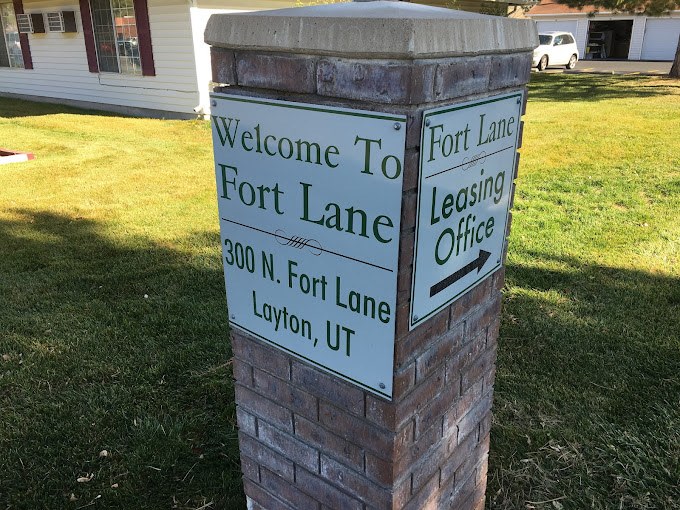 Welcome To
Fort Lane
300 N. Fort Lane
Layton, UT
Fort Lane
Leasing
Office